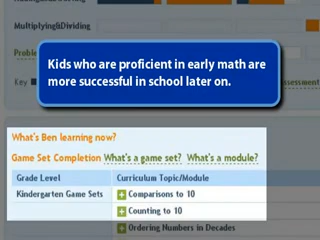 Multiplying&Dividing
Kids who are proficient in early math are
more successful in school later on.
Key
What's Ben learning now?
Game Set Completion What's a game set? What's a module?
Grade Level Curriculum Topic/Module
Kindergarten Game Sets Comparisons to 10
Counting to 10
Ordering Numbers in Decades